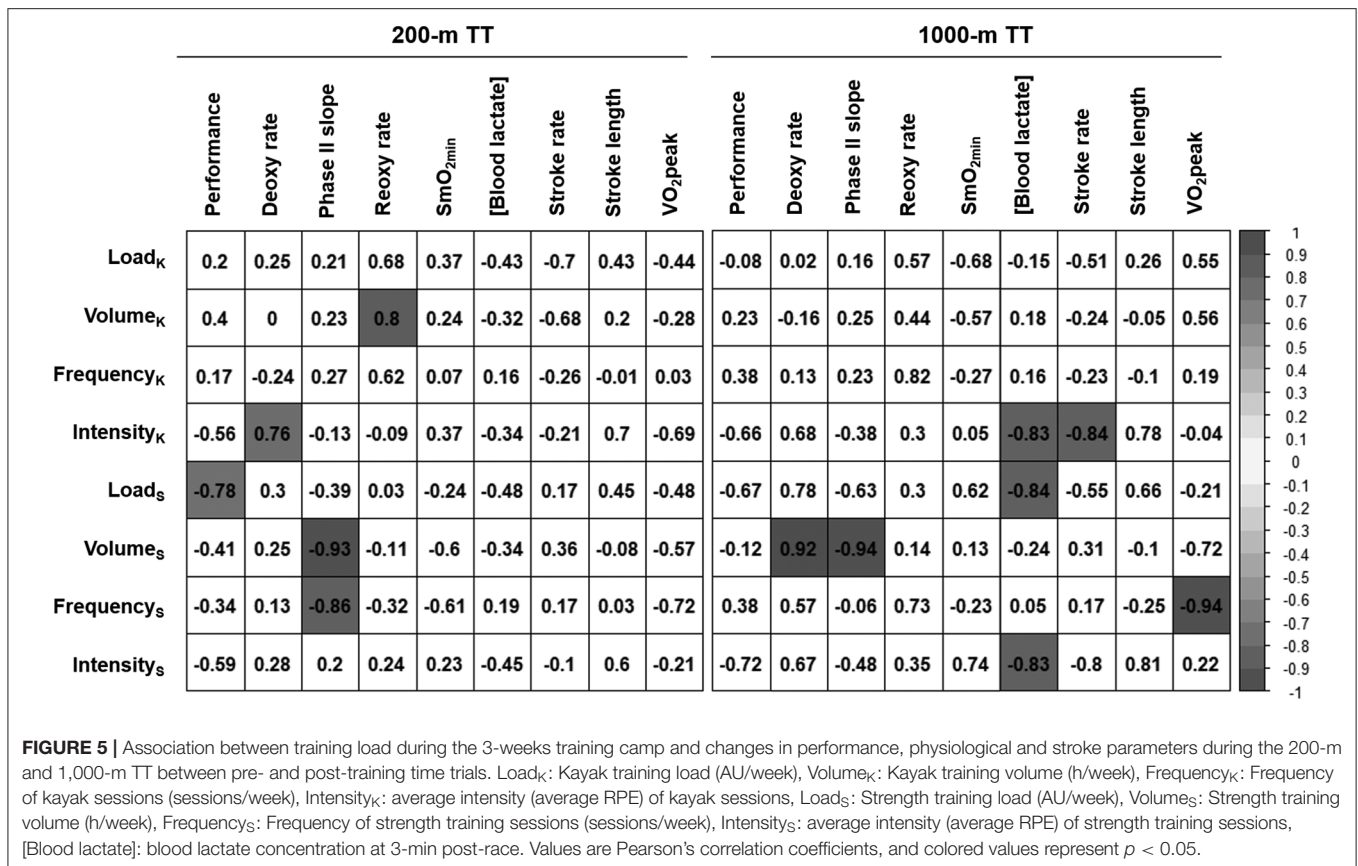 200-m TT 1000-m TT
Performance Deoxy rate Phase II slope Reoxy rate SmO2min [Blood lactate] Stroke rate Stroke length VO2peak Performance Deoxy rate Phase II slope Reoxy rate SmO2min [Blood lactate] Stroke rate Stroke length VO2peak
LoadK 0.2 0.25 0.21 0.68 0.37 -0.43 -0.7 0.43 -0.44 -0.08 0.02 0.16 0.57 -0.68 -0.15 -0.51 0.26 0.55
VolumeK 0.4 0 0.23 0.8 0.24 -0.32 -0.68 0.2 -0.28 0.23 -0.16 0.25 0.44 -0.57 0.18 -0.24 -0.05 0.56
FrequencyK 0.17 -0.24 0.27 0.62 0.07 0.16 -0.26 -0.01 0.03 0.38 0.13 0.23 0.82 -0.27 0.16 -0.23 -0.1 0.19
IntensityK -0.56 0.76 -0.13 -0.09 0.37 -0.34 -0.21 0.7 -0.69 -0.66 0.68 -0.38 0.3 0.05 -0.83 -0.84 0.78 -0.04
LoadS -0.78 0.3 -0.39 0.03 -0.24 -0.48 0.17 0.45 -0.48 -0.67 0.78 -0.63 0.3 0.62 -0.84 -0.55 0.66 -0.21
VolumeS -0.41 0.25 -0.93 -0.11 -0.6 -0.34 0.36 -0.08 -0.57 -0.12 0.92 -0.94 0.14 0.13 -0.24 0.31 -0.1 -0.72
FrequencyS -0.34 0.13 -0.86 -0.32 -0.61 0.19 0.17 0.03 -0.72 0.38 0.57 -0.06 0.73 -0.23 0.05 0.17 -0.25 -0.94
IntensityS -0.59 0.28 0.2 0.24 0.23 -0.45 -0.1 0.6 -0.21 -0.72 0.67 -0.48 0.35 0.74 -0.83 -0.8 0.81 0.22
1
0.9
0.8
0.7
0.6
0.5
0.4
0.3
0.2
0.1
0
-0.1
-0.2
-0.3
-0.4
-0.5
-0.6
-0.7
-0.8
-0.9
-1
FIGURE 5 | Association between training load during the 3-weeks training camp and changes in performance, physiological and stroke parameters during the 200-m
and 1,000-m TT between pre- and post-training time trials. LoadK: Kayak training load (AU/week), VolumeK: Kayak training volume (h/week), FrequencyK: Frequency
of kayak sessions (sessions/week), IntensityK: average intensity (average RPE) of kayak sessions, LoadS: Strength training load (AU/week), VolumeS: Strength training
volume (h/week), FrequencyS: Frequency of strength training sessions (sessions/week), IntensityS: average intensity (average RPE) of strength training sessions,
[Blood lactate]: blood lactate concentration at 3-min post-race. Values are Pearson's correlation coefficients, and colored values represent p < 0.05.